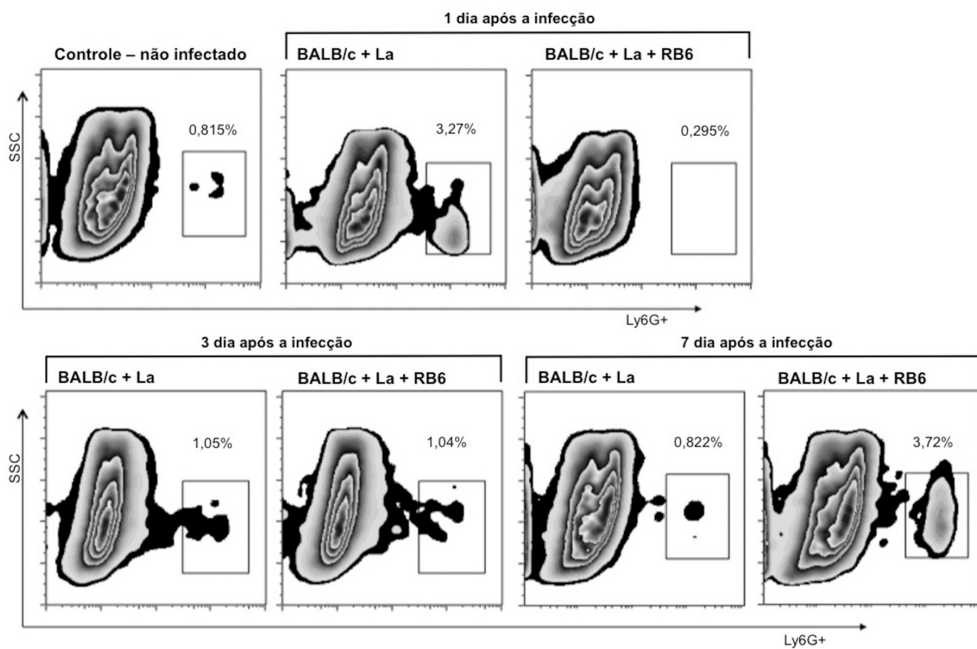 1 dia após a infecção
Controle – não infectado
BALB/c + La
BALB/c + La + RB6
0,815%
3,27%
0,295%
SSC
Ly6G+
3 dia após a infecção
7 dia após a infecção
BALB/c + La
BALB/c + La + RB6
BALB/c + La
BALB/c + La + RB6
1,05%
1,04%
0,822%
3,72%
SSC
Ly6G+